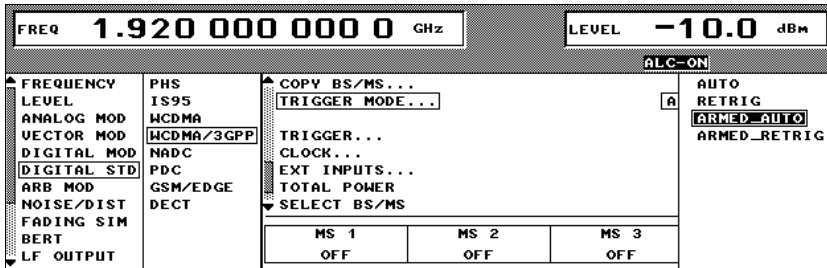 FREQ 1.920 000 000 0 GHz LEVEL -10.0 dBm
ALC-ON
FREQUENCY
LEVEL
ANALOG MOD
VECTOR MOD
DIGITAL MOD
DIGITAL STD
ARB MOD
NOISE/DIST
FADING SIM
BERT
LF OUTPUT
PHS
IS95
WCDMA
WCDMA/3GPP
NADC
PDC
GSM/EDGE
DECT
COPY BS/MS...
TRIGGER MODE... A
TRIGGER...
CLOCK...
EXT INPUTS...
TOTAL POWER
SELECT BS/MS
MS 1 MS 2 MS 3
OFF OFF OFF
AUTO
RETRIG
ARMED_AUTO
ARMED_RETRIG